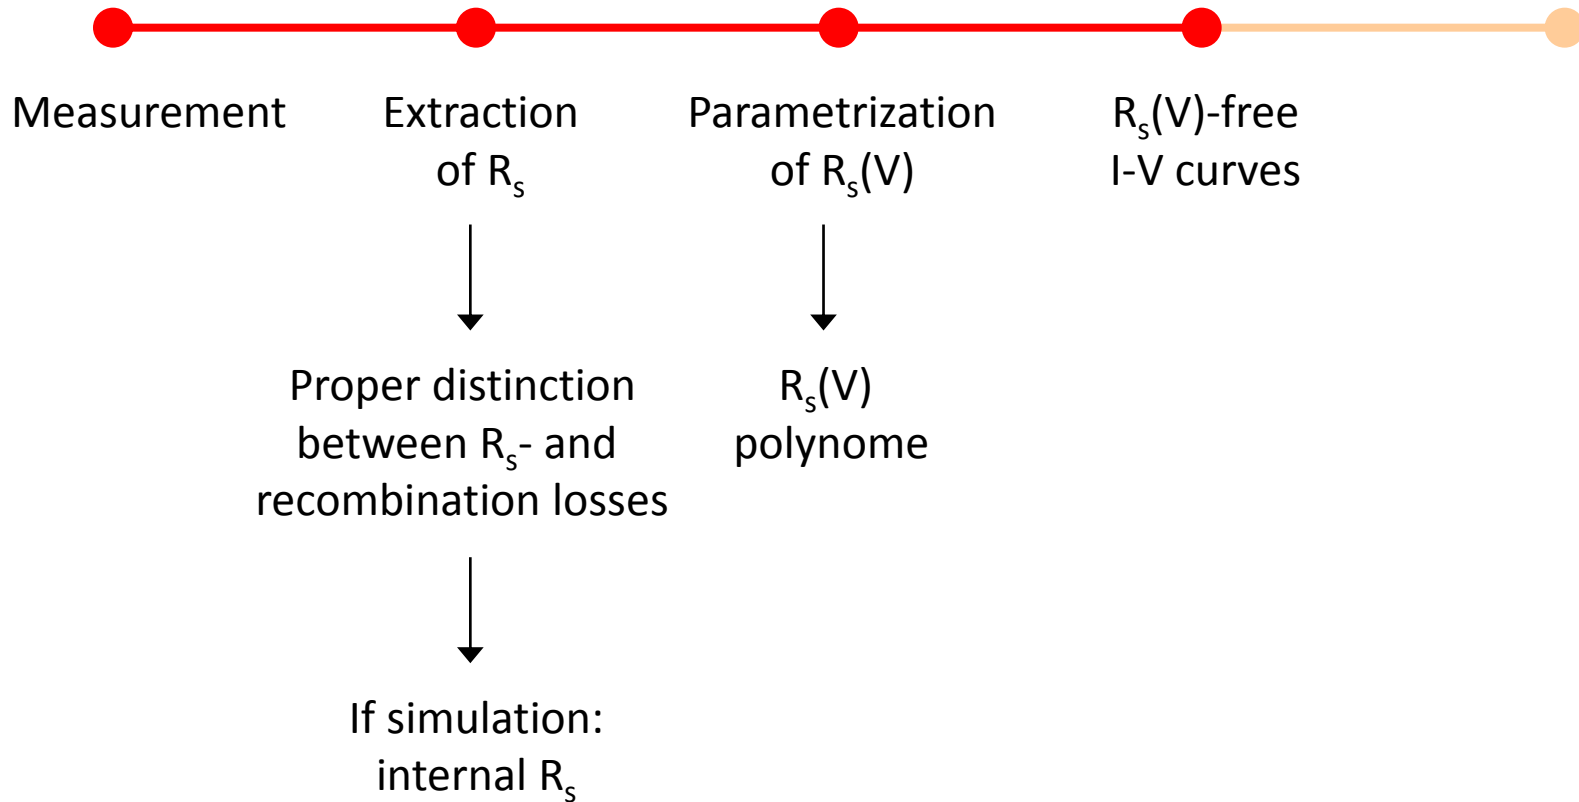 Measurement
Extraction
of Rs
Parametrization
of Rs(V)
Rs(V)-free
I-V curves
Proper distinction
between Rs- and
recombination losses
Rs(V)
polynome
If simulation:
internal Rs